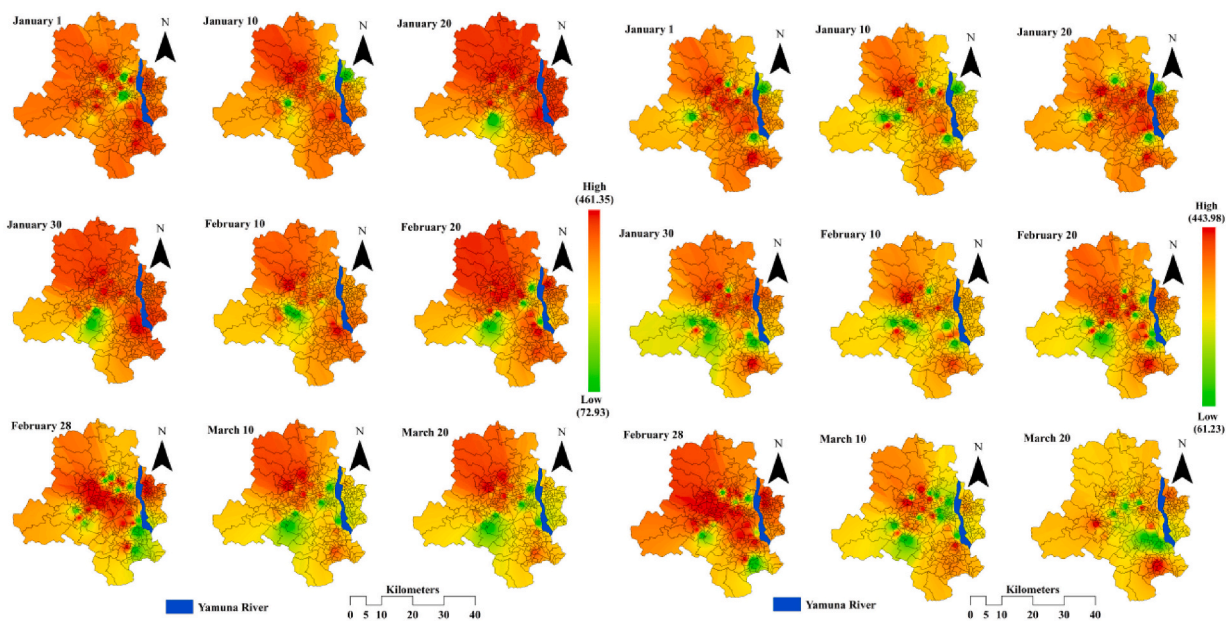 January 1
N
January 10
N
January 20
N
January 30
N
February 10
N
February 20
N
February 28
N
March 10
N
March 20
N
High
(461.35)
Low
(72.93)
Yamuna River
Kilometers
0 5 10 20 30 40
January 1
N
January 10
N
January 20
N
January 30
N
February 10
N
February 20
N
February 28
N
March 10
N
March 20
N
High
(443.98)
Low
(61.23)
Yamuna River
Kilometers
0 5 10 20 30 40